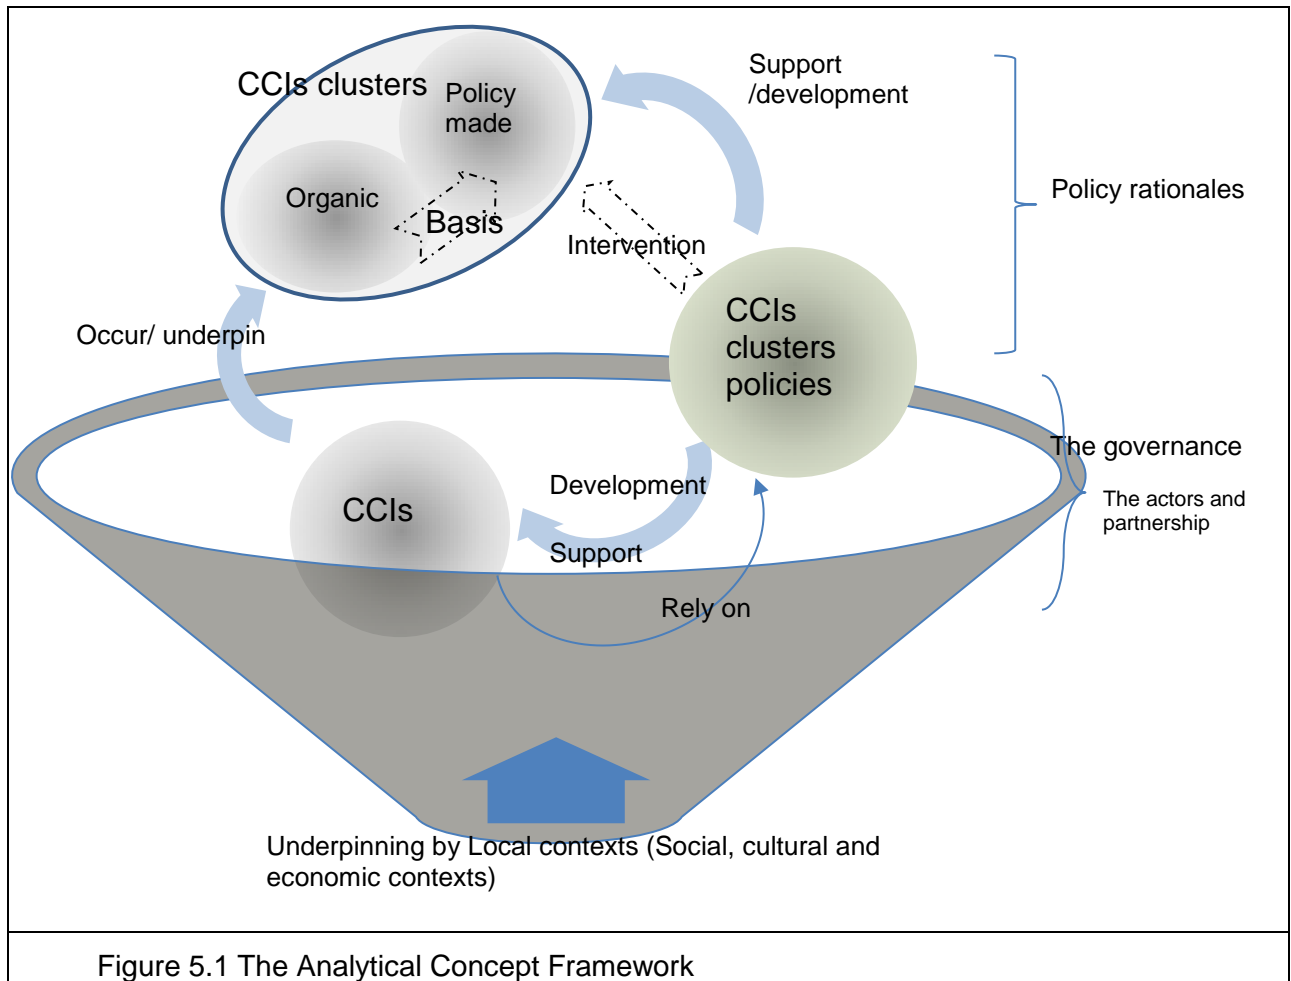 CCIs clusters
Policy
made
Organic
Basis
Support
/development
Policy rationales
Intervention
CCIs
clusters
policies
Occur/ underpin
The governance
The actors and
partnership
CCIs
Development
Support
Rely on
Underpinning by Local contexts (Social, cultural and
economic contexts)
Figure 5.1 The Analytical Concept Framework